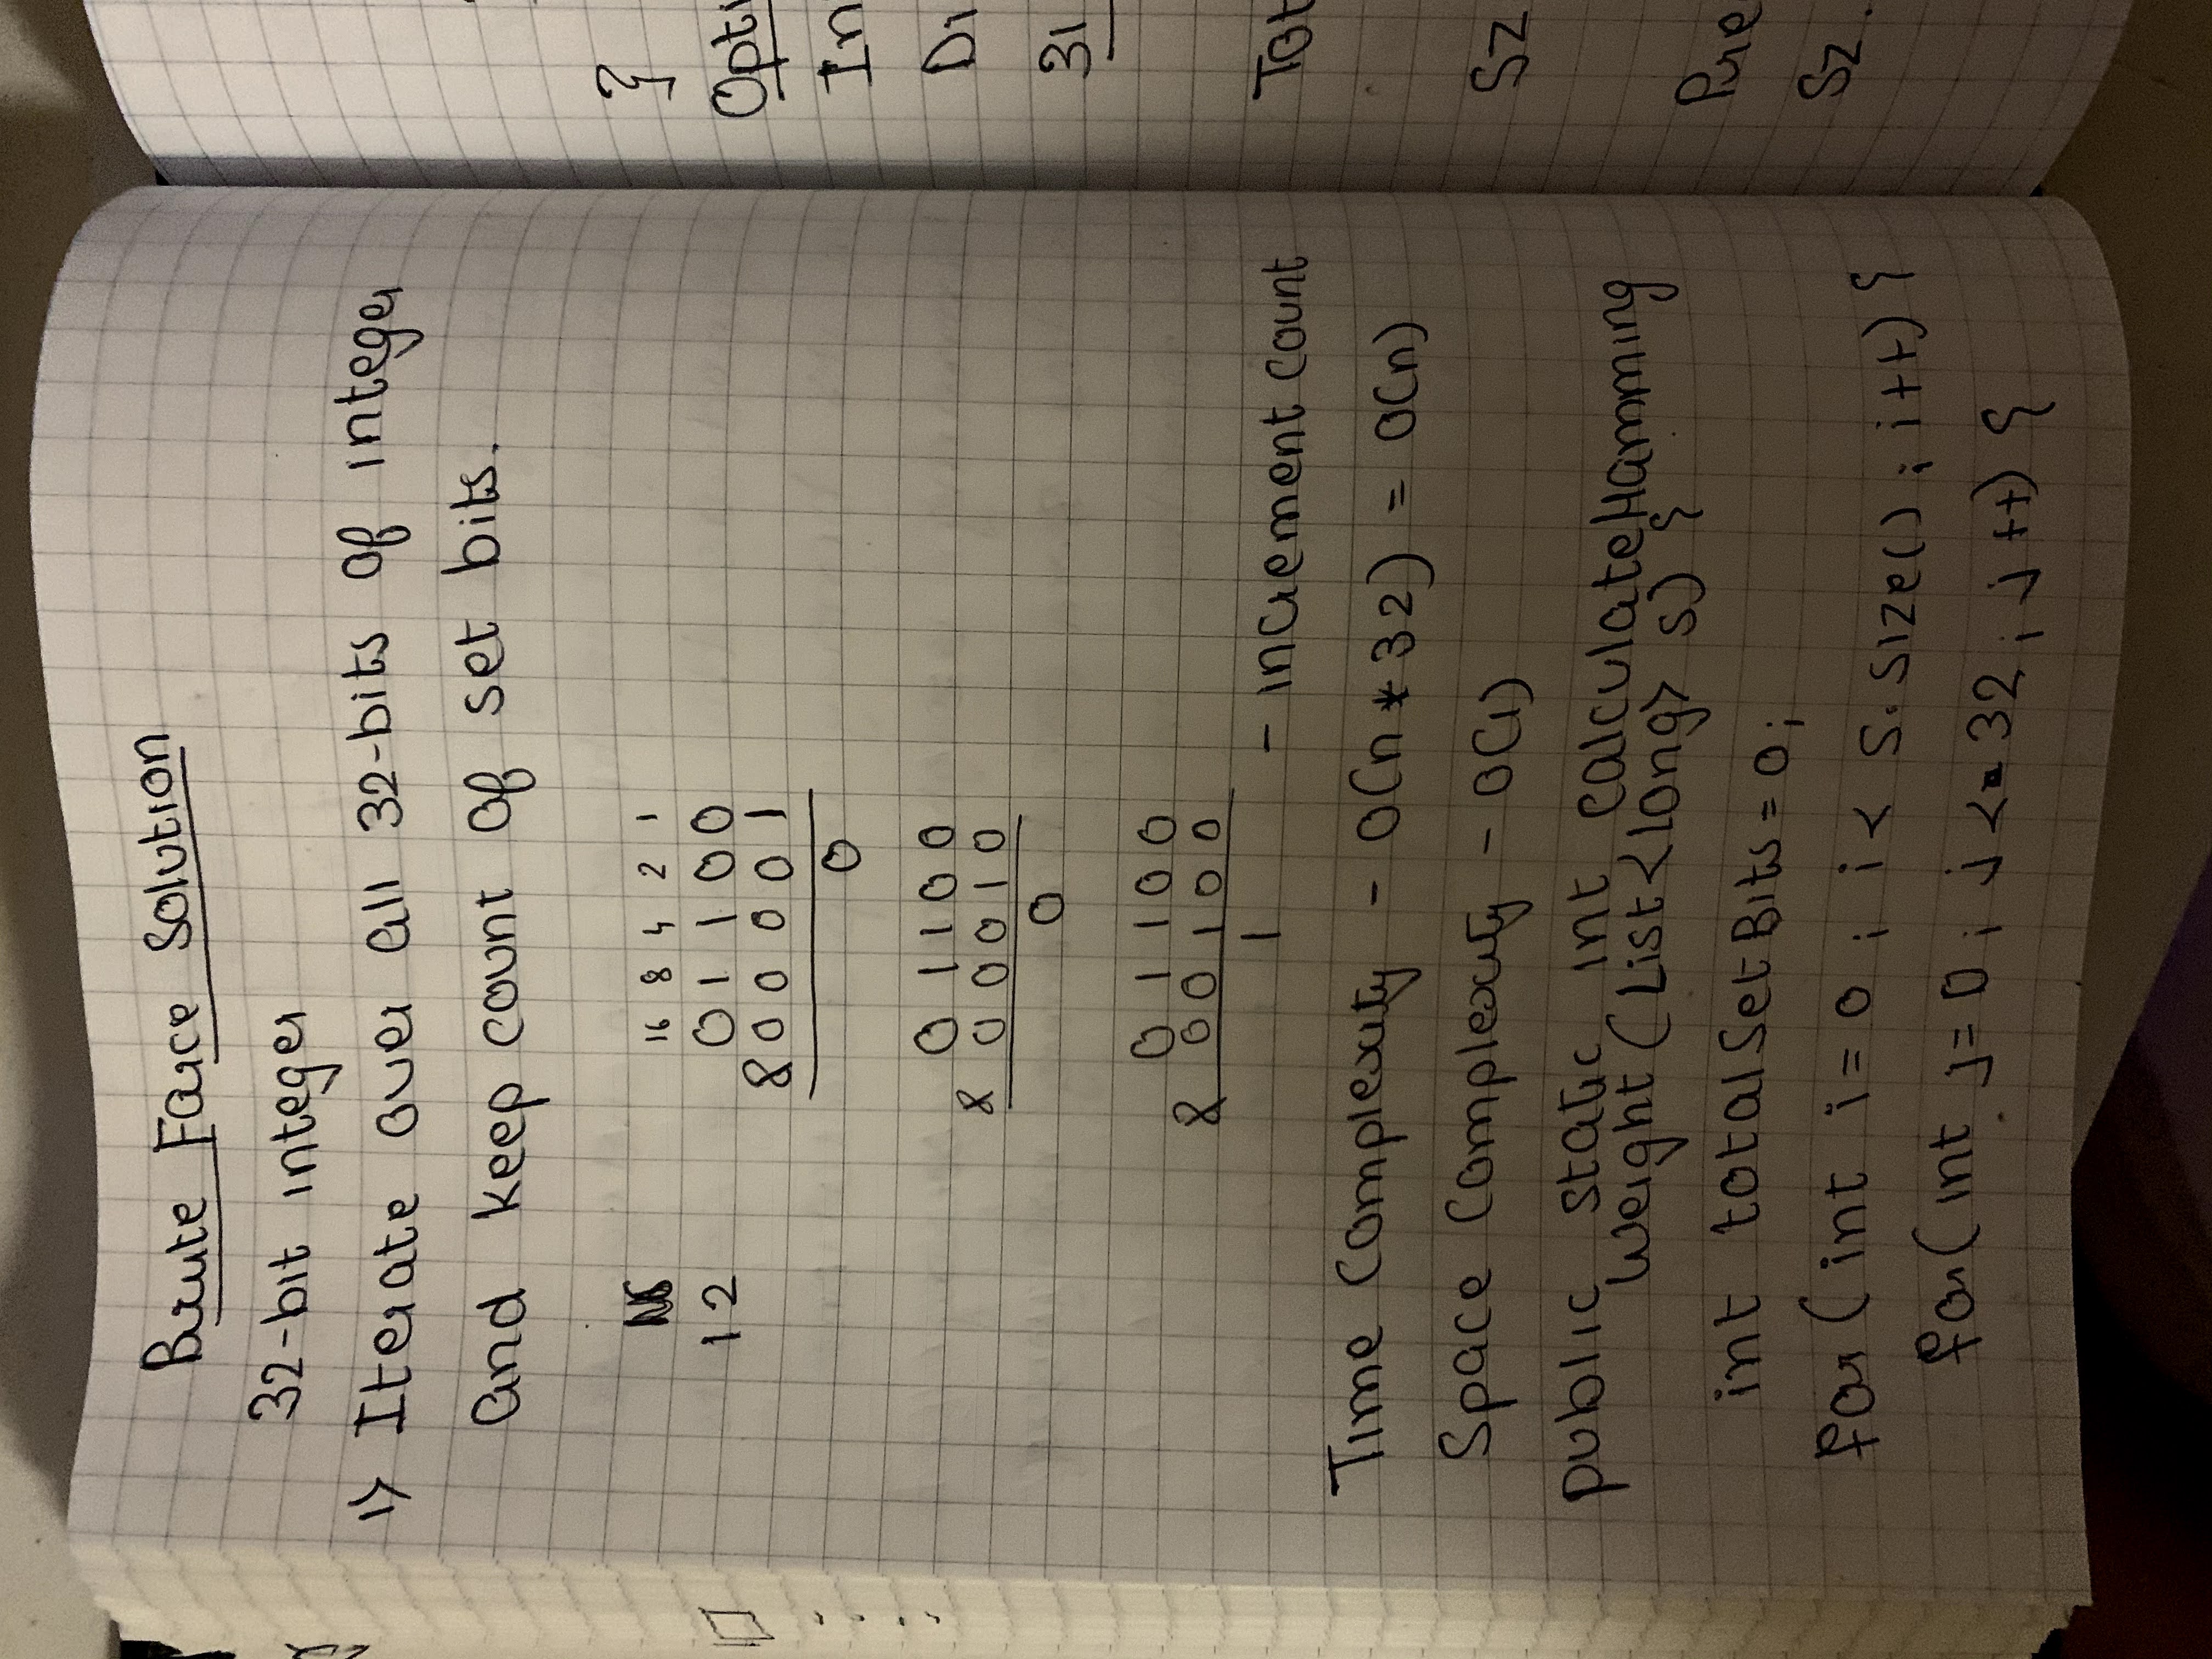 Brute Force Solution
32-bit integer
1) Iterate over all 32-bits of integer
and keep count of set bits.
16 8 4 2 1
12 0 1 1 0 0
& 0 0 0 0 1
0
0 1 1 0 0
& 0 0 0 1 0
0
0 1 1 0 0
& 0 0 1 0 0
1 - increment count
Time Complexity - O(n * 32) = O(n)
Space Complexity - O(1)
public static int calculateHamming
Weight (List<long> s) {
int totalSetBits = 0;
for (int i = 0; i < s.size(); i++) {
for (int j = 0; j < 32; j++) {
}
Opti
In
Di
31
Tot
Sz
Pre
Sz.